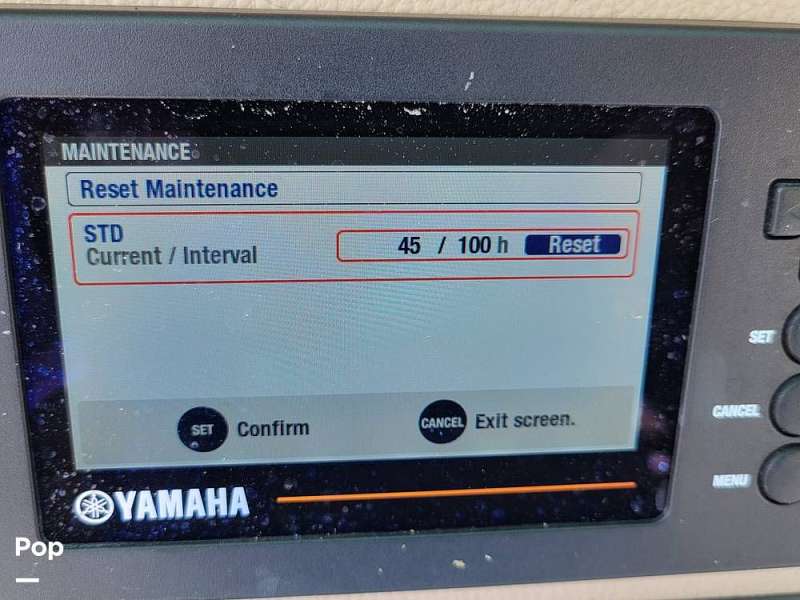 MAINTENANCE
Reset Maintenance
STD
Current / Interval
45 / 100 h Reset
SET Confirm
CANCEL Exit screen.
YAMAHA
SET
CANCEL
MENU
Pop